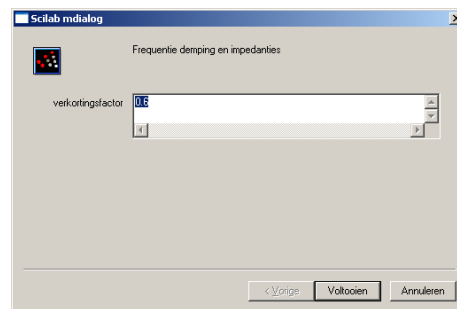 Scilab mdialog
Frequentie demping en impedanties
verkortingsfactor 0.6
< Vorige Voltooien Annuleren